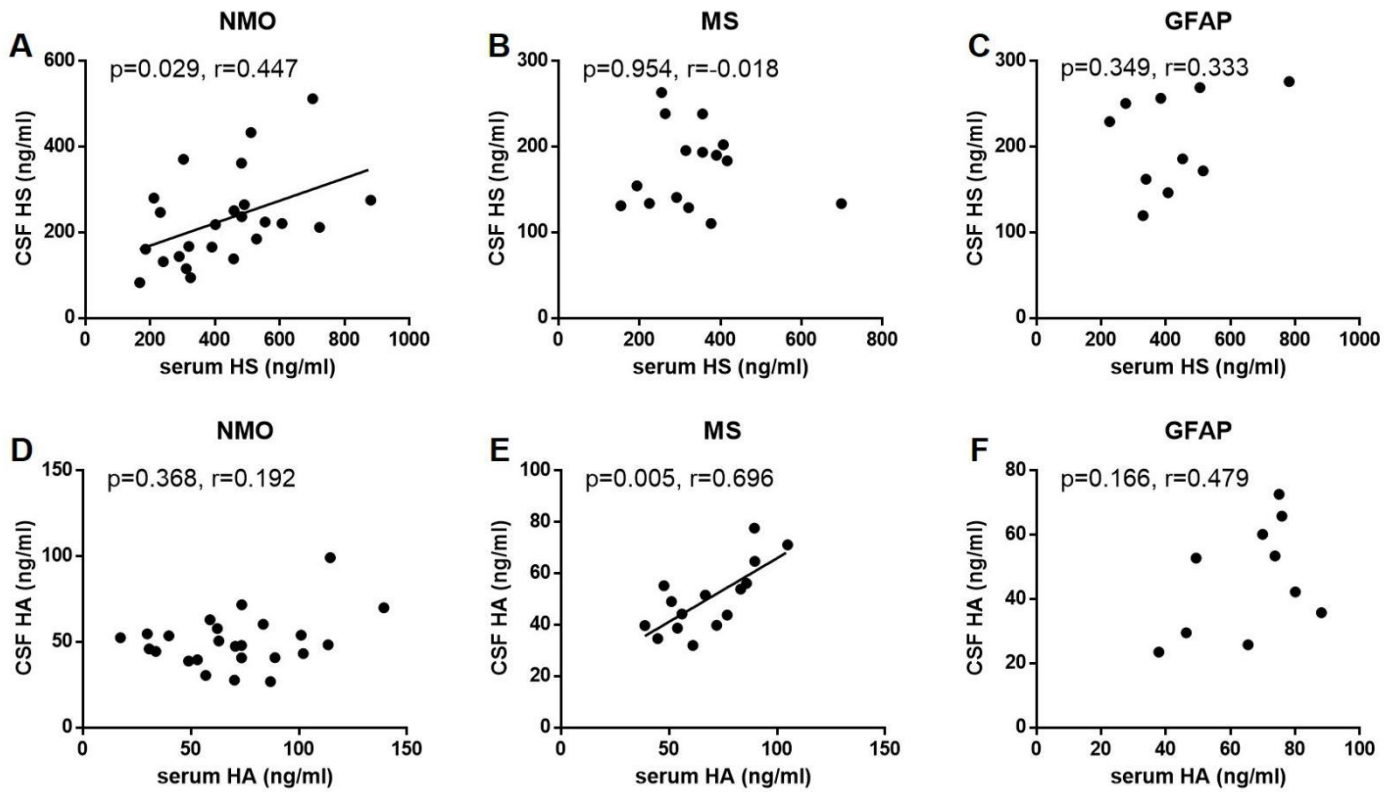 A
NMO
p=0.029, r=0.447
CSF HS (ng/ml)
600
400
200
0
0
200
400
600
800
1000
serum HS (ng/ml)
B
MS
p=0.954, r=-0.018
CSF HS (ng/ml)
300
200
100
0
0
200
400
600
800
serum HS (ng/ml)
C
GFAP
p=0.349, r=0.333
CSF HS (ng/ml)
300
200
100
0
0
200
400
600
800
1000
serum HS (ng/ml)
D
NMO
p=0.368, r=0.192
CSF HA (ng/ml)
150
100
50
0
0
50
100
150
serum HA (ng/ml)
E
MS
p=0.005, r=0.696
CSF HA (ng/ml)
100
80
60
40
20
0
0
50
100
150
serum HA (ng/ml)
F
GFAP
p=0.166, r=0.479
CSF HA (ng/ml)
80
60
40
20
0
0
20
40
60
80
100
serum HA (ng/ml)